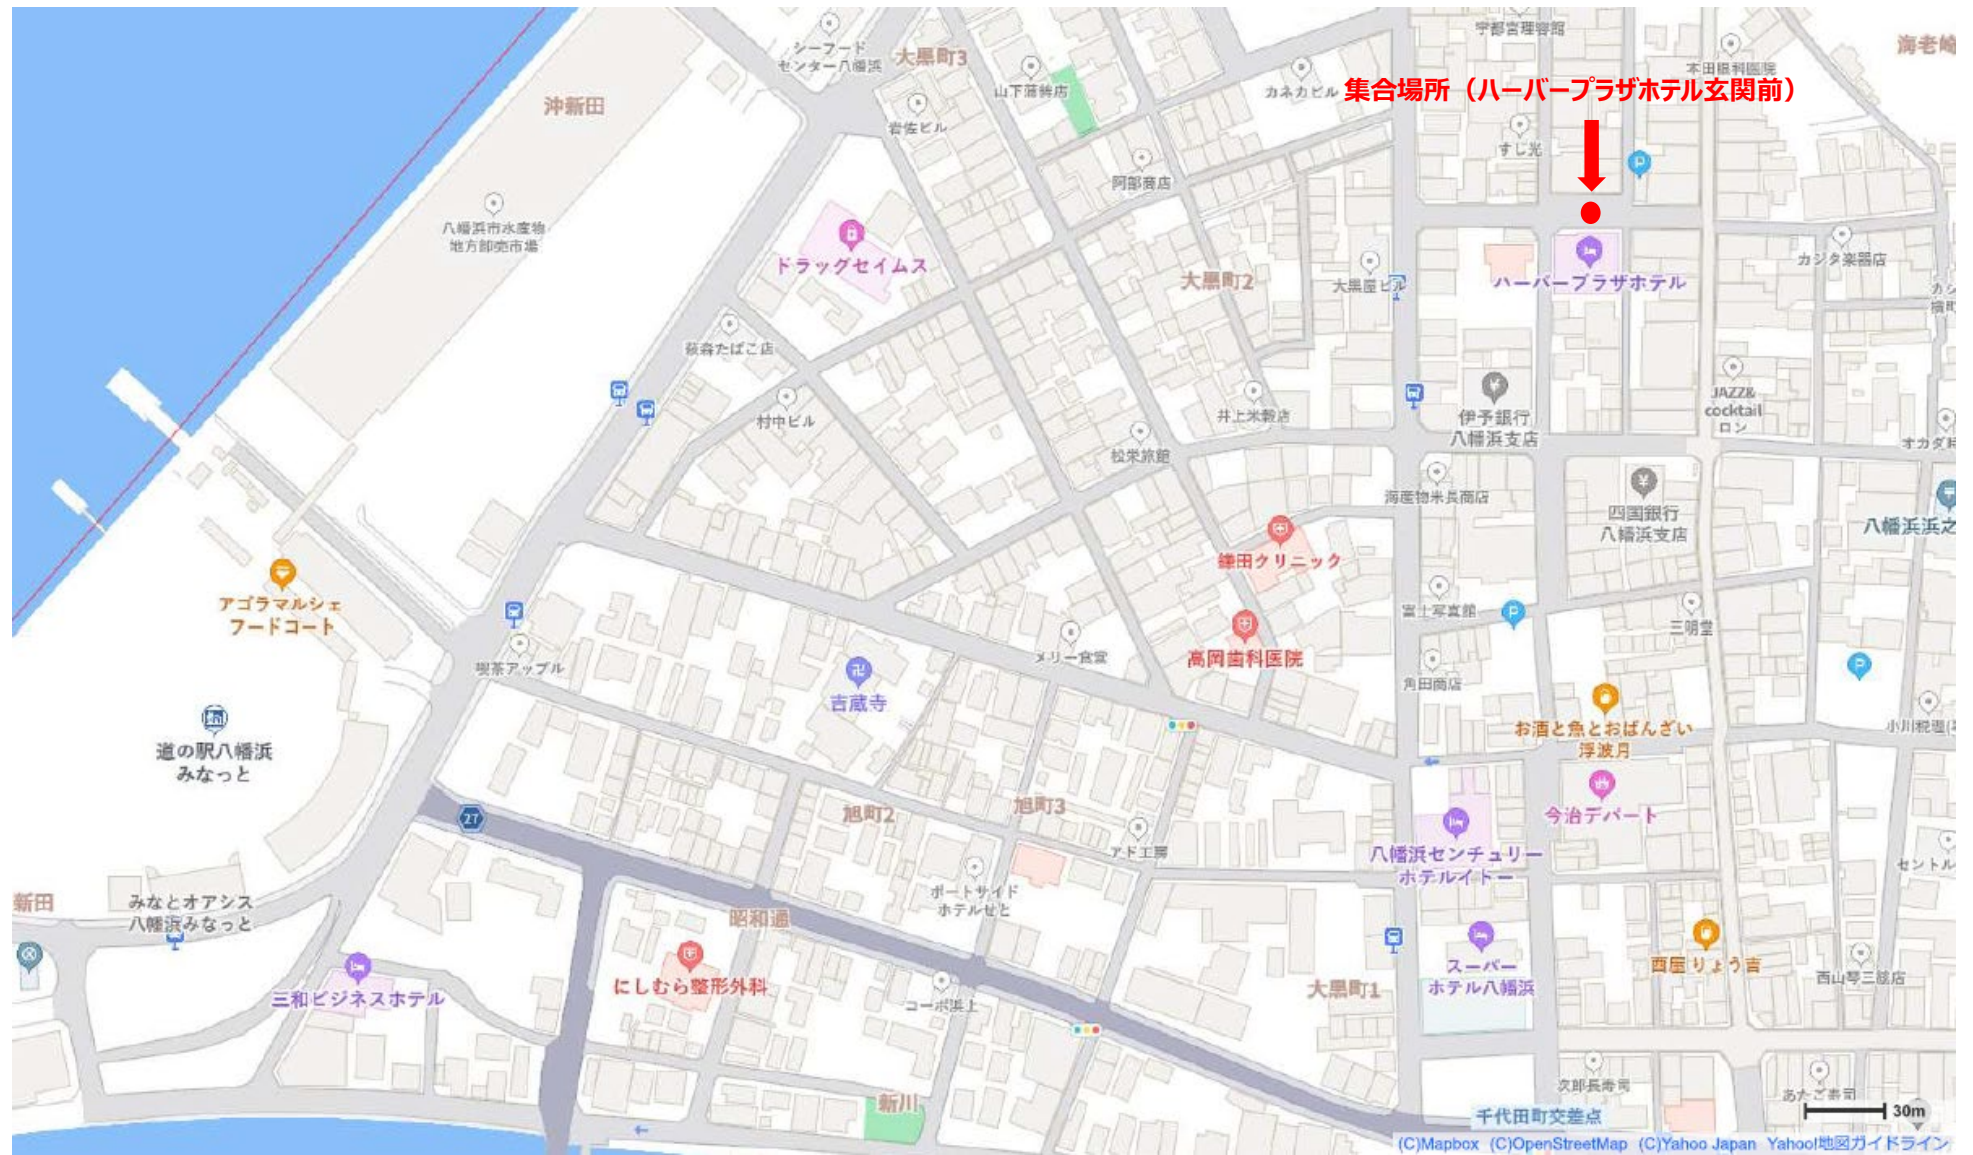 宇都宮理容館
シーフード
センター八幡浜
大黒町3
海老崎
本田眼科医院
山下蒲鉾店
カネカビル
集合場所（ハーバープラザホテル玄関前）
沖新田
岩佐ビル
すし光
P
阿部商店
八幡浜市水産物
地方卸売市場
ドラッグセイムス
大黒町2
大黒屋ビル
ハーバープラザホテル
カジタ楽器店
萩森たばこ店
村中ビル
井上米穀店
伊予銀行
八幡浜支店
JAZZ&
cocktail
ロン
松栄旅館
海産物米長商店
四国銀行
八幡浜支店
八幡浜浜之
鎌田クリニック
アゴラマルシェ
フードコート
富士写真館
P
三明堂
喫茶アップル
吉蔵寺
メリー食堂
高岡歯科医院
角田商店
P
道の駅八幡浜
みなっと
お酒と魚とおばんざい
浮波月
27
旭町2
旭町3
今治デパート
アド工房
八幡浜センチュリー
ホテルイトー
セントル
新田
みなとオアシス
八幡浜みなっと
昭和通
ポートサイド
ホテルせと
三和ビジネスホテル
にしむら整形外科
コーポ浜上
大黒町1
スーパー
ホテル八幡浜
酉屋りょう吉
西山琴三絃店
新川
次郎長寿司
あたご寿司
千代田町交差点
30m
(C)Mapbox (C)OpenStreetMap (C)Yahoo Japan Yahoo!地図ガイドライン